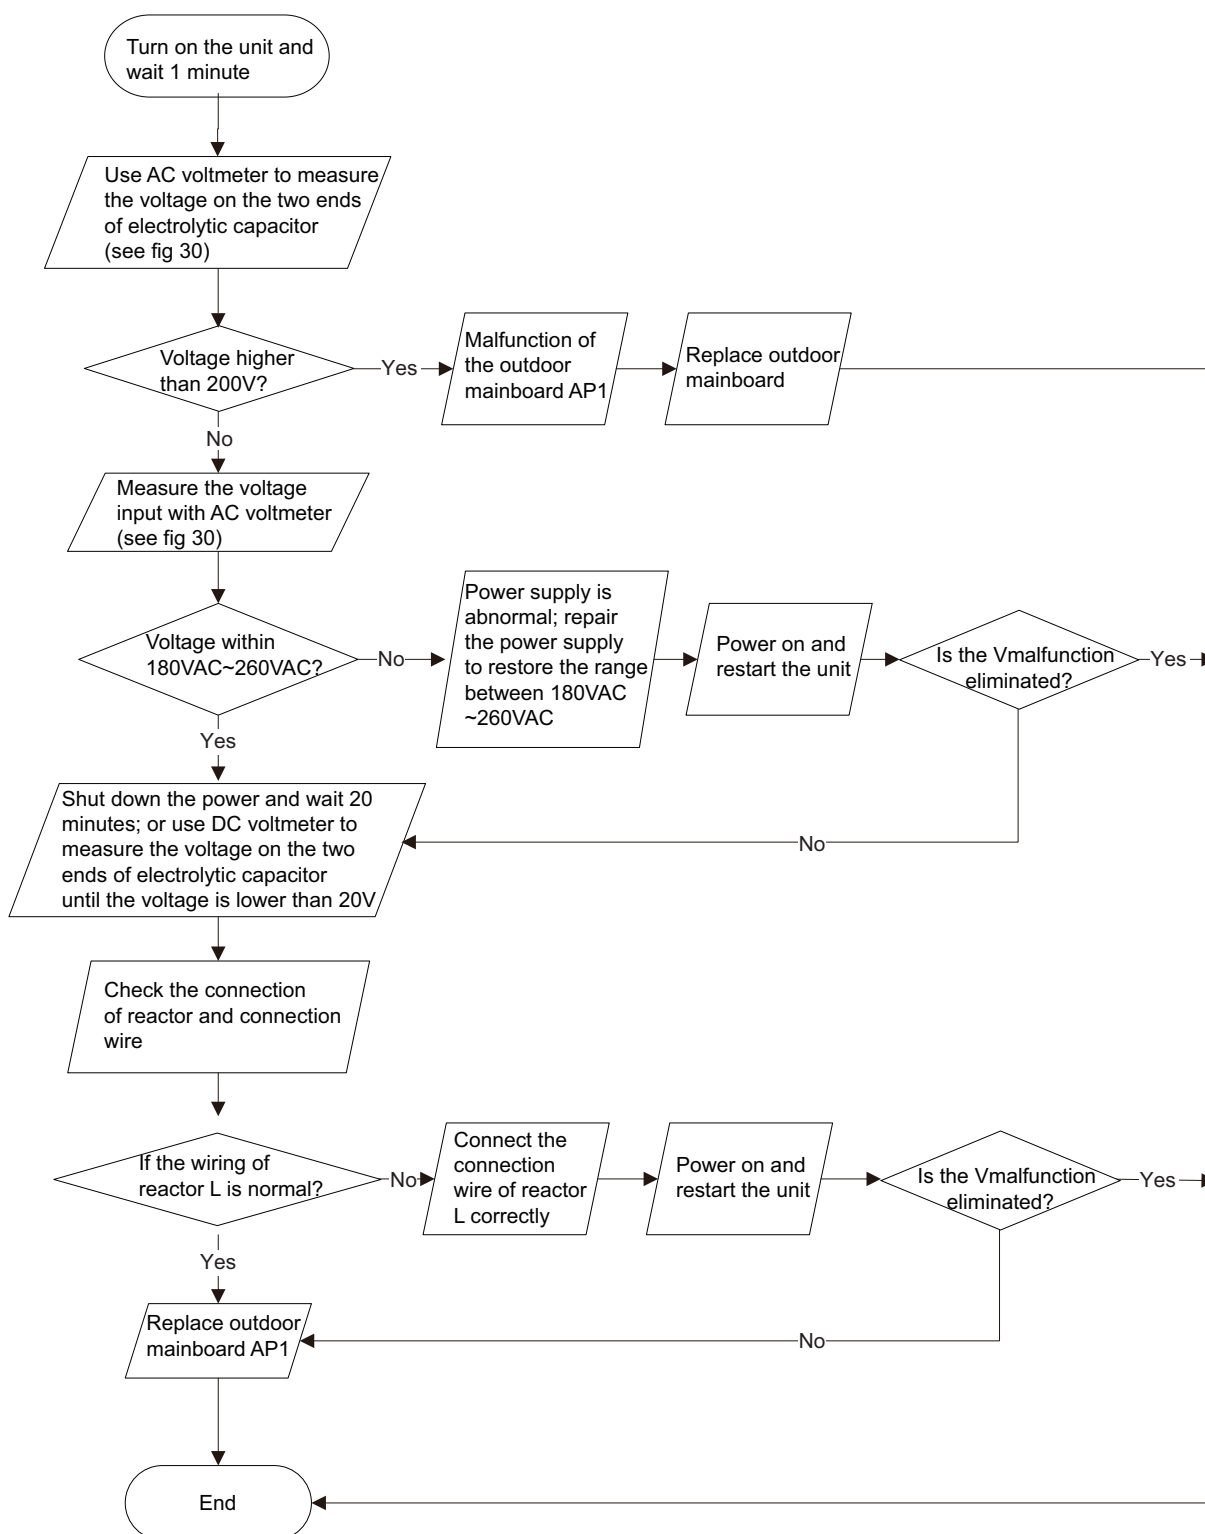 Turn on the unit and
wait 1 minute
Use AC voltmeter to measure
the voltage on the two ends
of electrolytic capacitor
(see fig 30)
Voltage higher
than 200V?
Yes
Malfunction of
the outdoor
mainboard AP1
Replace outdoor
mainboard
No
Measure the voltage
input with AC voltmeter
(see fig 30)
Voltage within
180VAC~260VAC?
No
Power supply is
abnormal; repair
the power supply
to restore the range
between 180VAC
~260VAC
Power on and
restart the unit
Is the Vmalfunction
eliminated?
Yes
Yes
Shut down the power and wait 20
minutes; or use DC voltmeter to
measure the voltage on the two
ends of electrolytic capacitor
until the voltage is lower than 20V
No
Check the connection
of reactor and connection
wire
If the wiring of
reactor L is normal?
No
Connect the
connection
wire of reactor
L correctly
Power on and
restart the unit
Is the Vmalfunction
eliminated?
Yes
Yes
Replace outdoor
mainboard AP1
No
End